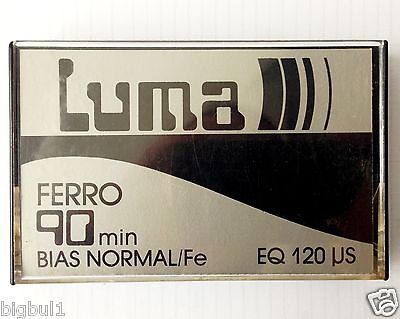 Luma
FERRO
90 min
BIAS NORMAL/Fe EQ 120 µS
bigbul1